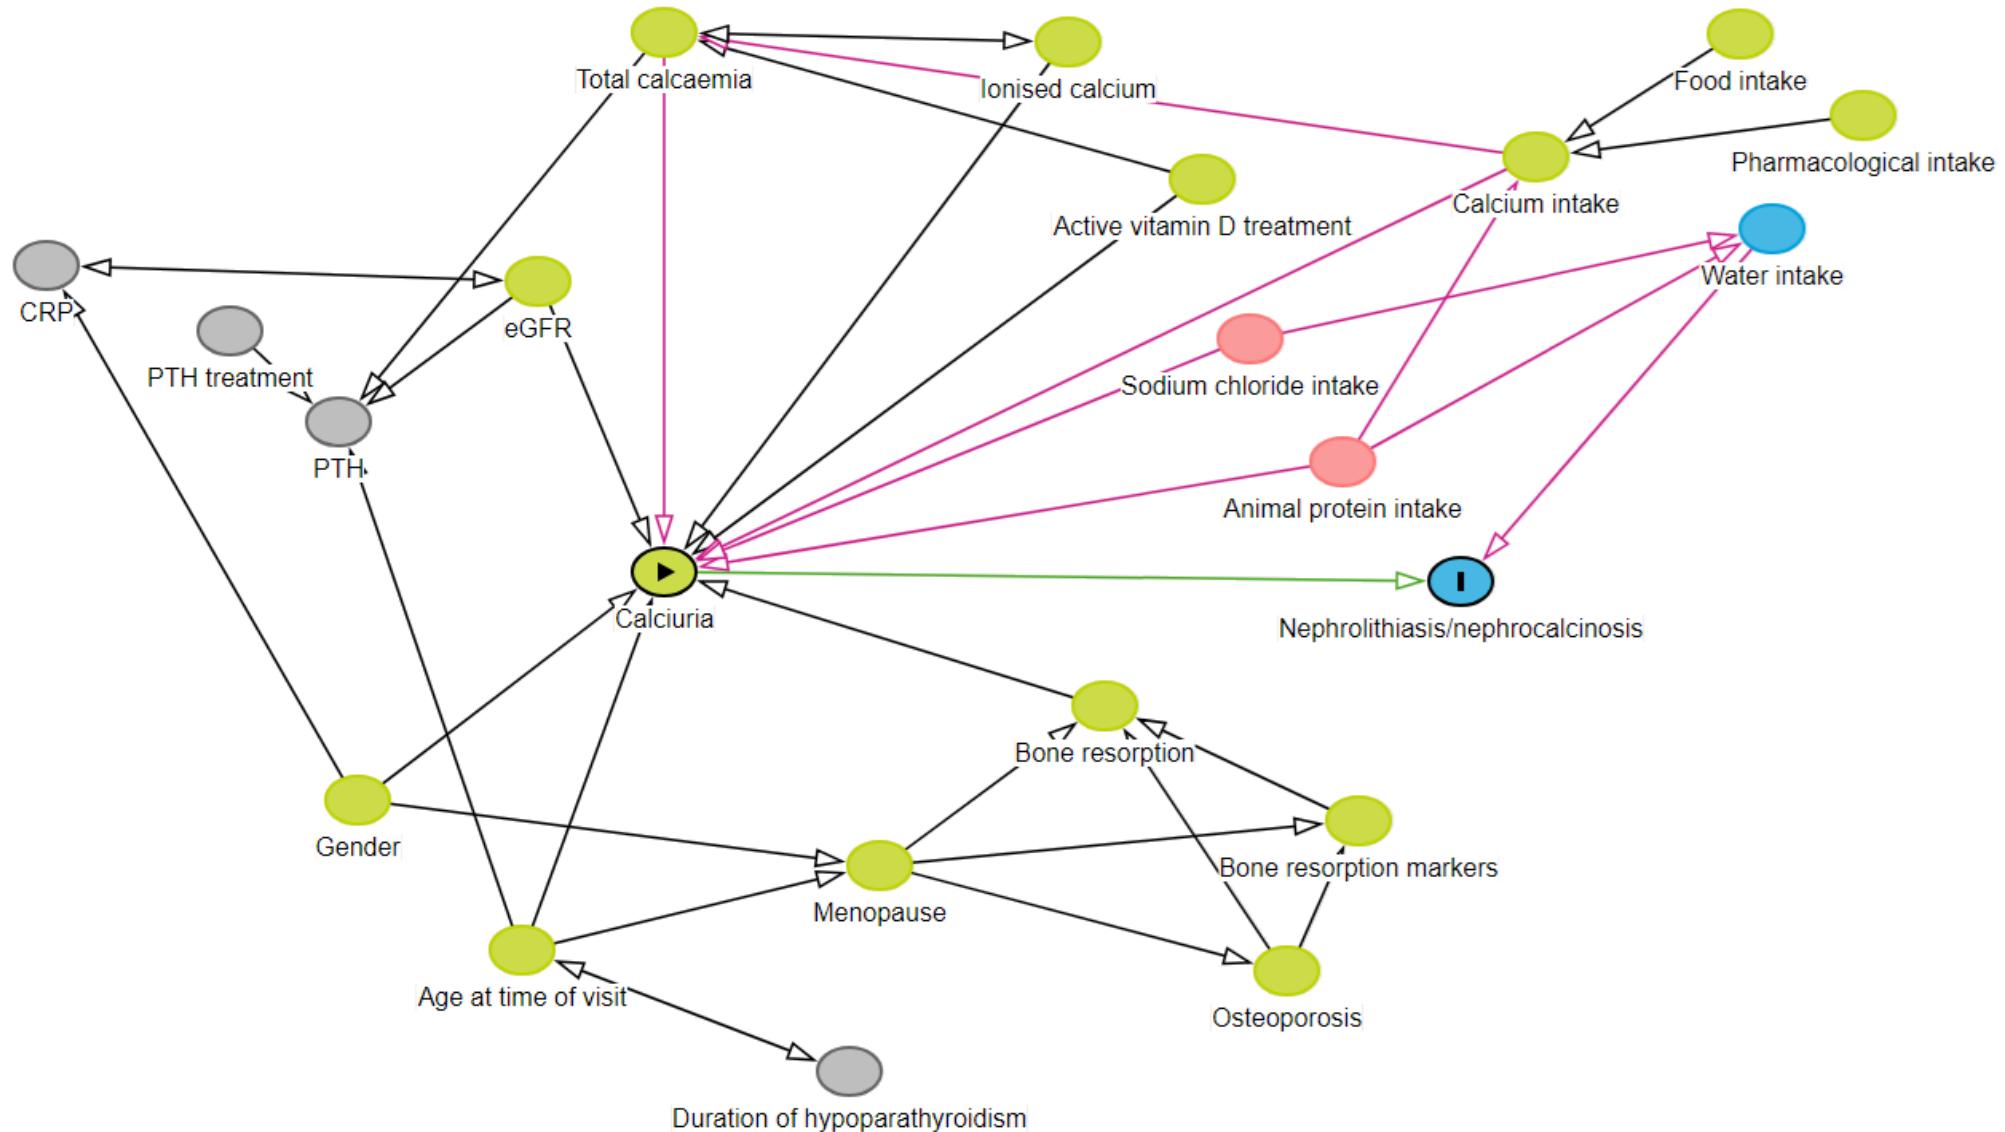 Total calcaemia
Ionised calcium
Food intake
Pharmacological intake
Calcium intake
Active vitamin D treatment
Water intake
CRP
eGFR
PTH treatment
Sodium chloride intake
PTH
Animal protein intake
Calciuria
Nephrolithiasis/nephrocalcinosis
Bone resorption
Gender
Bone resorption markers
Menopause
Age at time of visit
Osteoporosis
Duration of hypoparathyroidism